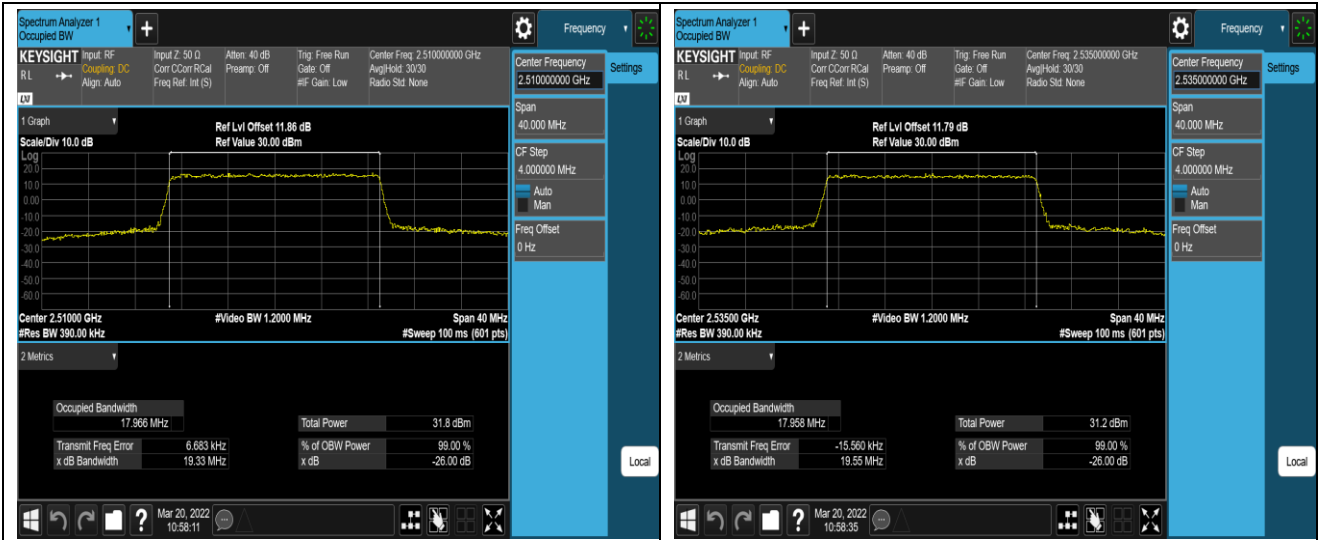 Spectrum Analyzer 1
Occupied BW
+
Frequency
KEYSIGHT
Input: RF
Input Z: 50 Ω
Atten: 40 dB
Trig: Free Run
Center Freq: 2.510000000 GHz
R L
Coupling: DC
Corr CCorr RCal
Preamp: Off
Gate: Off
Avg|Hold: 30/30
Align: Auto
Freq Ref: Int (S)
#IF Gain: Low
Radio Std: None
LXI
Center Frequency
2.510000000 GHz
Settings
Span
40.000 MHz
CF Step
4.000000 MHz
Auto
Man
Freq Offset
0 Hz
Local
1 Graph
Ref Lvl Offset 11.86 dB
Scale/Div 10.0 dB
Ref Value 30.00 dBm
Log
20.0
10.0
0.00
-10.0
-20.0
-30.0
-40.0
-50.0
-60.0
Center 2.51000 GHz
#Video BW 1.2000 MHz
Span 40 MHz
#Res BW 390.00 kHz
#Sweep 100 ms (601 pts)
2 Metrics
Occupied Bandwidth
17.966 MHz
Total Power 31.8 dBm
Transmit Freq Error 6.683 kHz
% of OBW Power 99.00 %
x dB Bandwidth 19.33 MHz
x dB -26.00 dB
?
Mar 20, 2022
10:58:11
Spectrum Analyzer 1
Occupied BW
+
Frequency
KEYSIGHT
Input: RF
Input Z: 50 Ω
Atten: 40 dB
Trig: Free Run
Center Freq: 2.535000000 GHz
R L
Coupling: DC
Corr CCorr RCal
Preamp: Off
Gate: Off
Avg|Hold: 30/30
Align: Auto
Freq Ref: Int (S)
#IF Gain: Low
Radio Std: None
LXI
Center Frequency
2.535000000 GHz
Settings
Span
40.000 MHz
CF Step
4.000000 MHz
Auto
Man
Freq Offset
0 Hz
Local
1 Graph
Ref Lvl Offset 11.79 dB
Scale/Div 10.0 dB
Ref Value 30.00 dBm
Log
20.0
10.0
0.00
-10.0
-20.0
-30.0
-40.0
-50.0
-60.0
Center 2.53500 GHz
#Video BW 1.2000 MHz
Span 40 MHz
#Res BW 390.00 kHz
#Sweep 100 ms (601 pts)
2 Metrics
Occupied Bandwidth
17.958 MHz
Total Power 31.2 dBm
Transmit Freq Error -15.560 kHz
% of OBW Power 99.00 %
x dB Bandwidth 19.55 MHz
x dB -26.00 dB
?
Mar 20, 2022
10:58:35